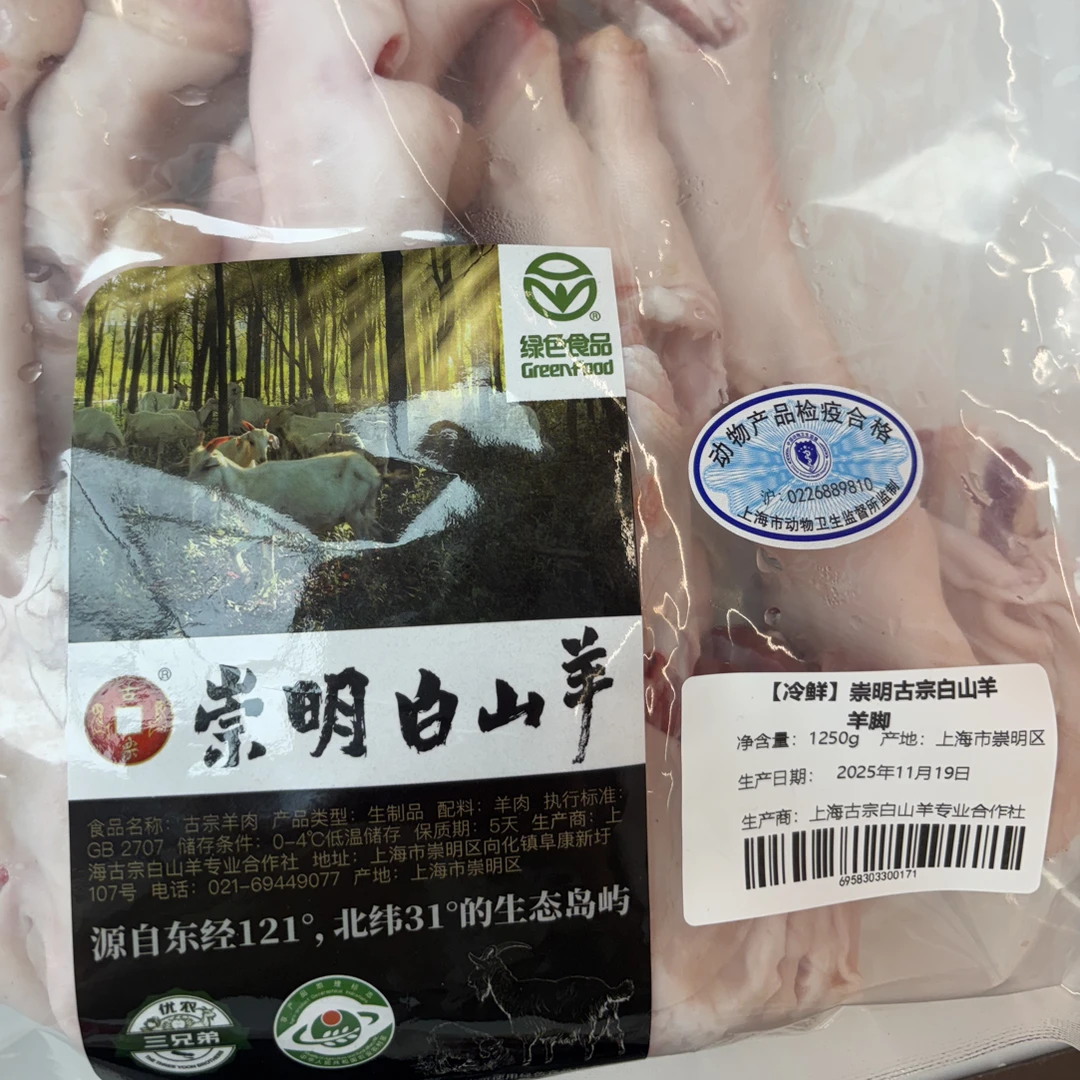 绿色食品
Greenfood
®
动物产品检疫合格
沪：0226889810
上海市动物卫生监督所监制
®
崇明白山羊
【冷鲜】崇明古宗白山羊
羊脚
净含量：1250g 产地：上海市崇明区
生产日期： 2025年11月19日
生产商：上海古宗白山羊专业合作社
6958303300171
食品名称：古宗羊肉 产品类型：生制品 配料：羊肉 执行标准：
GB 2707 储存条件：0-4℃低温储存 保质期：5天 生产商：上
海古宗白山羊专业合作社 地址：上海市崇明区向化镇阜康新圩
107号 电话：021-69449077 产地：上海市崇明区
源自东经121°，北纬31°的生态岛屿
优农
三兄弟